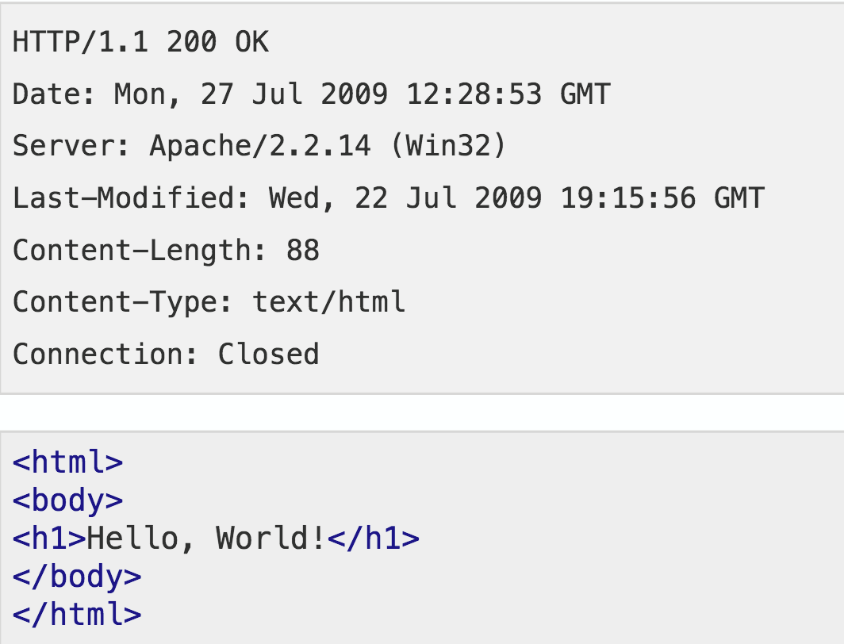 HTTP/1.1 200 OK
Date: Mon, 27 Jul 2009 12:28:53 GMT
Server: Apache/2.2.14 (Win32)
Last-Modified: Wed, 22 Jul 2009 19:15:56 GMT
Content-Length: 88
Content-Type: text/html
Connection: Closed
<html>
<body>
<h1>Hello, World!</h1>
</body>
</html>